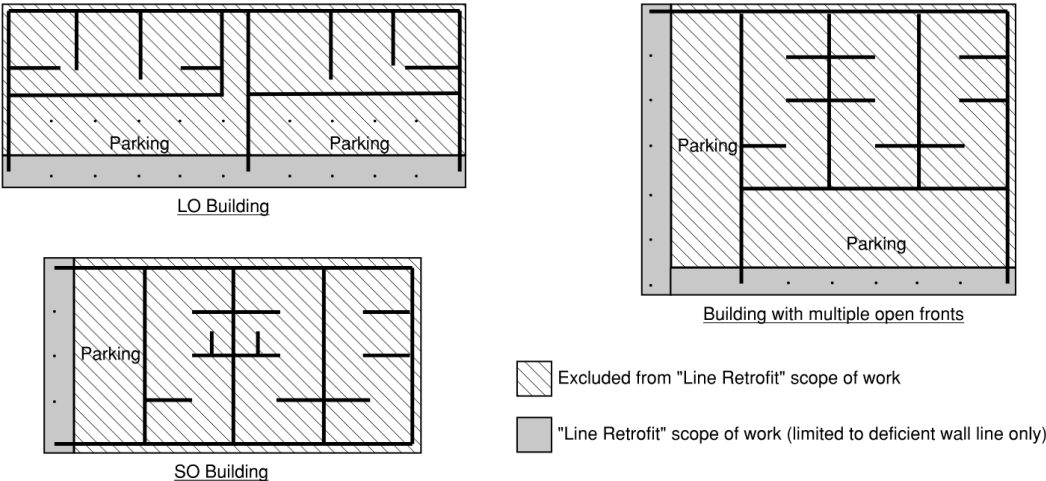 Parking
Parking
LO Building
Parking
Parking
Building with multiple open fronts
Parking
SO Building
Excluded from "Line Retrofit" scope of work
"Line Retrofit" scope of work (limited to deficient wall line only)